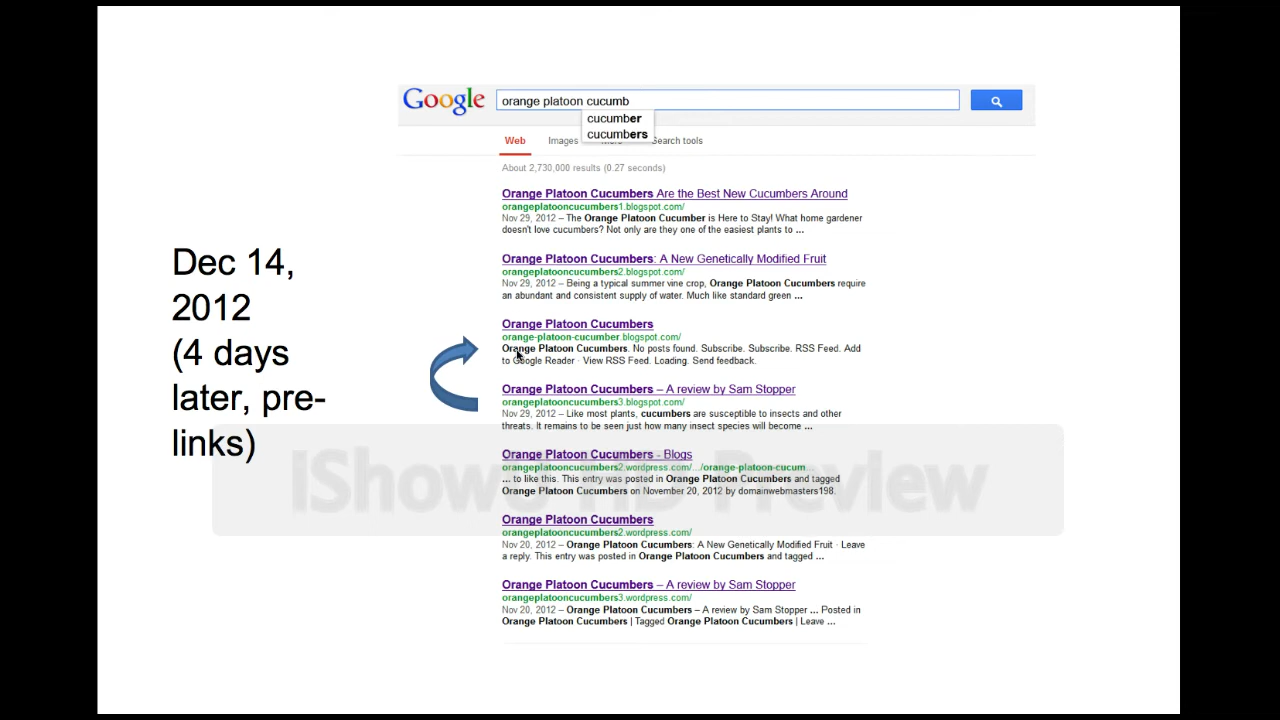 Google
orange platoon cucumb
cucumber
cucumbers
Web Images More Search tools
About 2,730,000 results (0.27 seconds)
Orange Platoon Cucumbers Are the Best New Cucumbers Around
orangeplatooncucumbers1.blogspot.com/
Nov 29, 2012 – The Orange Platoon Cucumber is Here to Stay! What home gardener
doesn't love cucumbers? Not only are they one of the easiest plants to ...
Orange Platoon Cucumbers: A New Genetically Modified Fruit
orangeplatooncucumbers2.blogspot.com/
Nov 29, 2012 – Being a typical summer vine crop, Orange Platoon Cucumbers require
an abundant and consistent supply of water. Much like standard green ...
Orange Platoon Cucumbers
orange-platoon-cucumber.blogspot.com/
Orange Platoon Cucumbers. No posts found. Subscribe. Subscribe. RSS Feed. Add
to Google Reader · View RSS Feed. Loading. Send feedback.
Orange Platoon Cucumbers – A review by Sam Stopper
orangeplatooncucumbers3.blogspot.com/
Nov 29, 2012 – Like most plants, cucumbers are susceptible to insects and other
threats. It remains to be seen just how many insect species will become ...
Orange Platoon Cucumbers - Blogs
orangeplatooncucumbers2.wordpress.com/.../orange-platoon-cucum...
... to like this. This entry was posted in Orange Platoon Cucumbers and tagged
Orange Platoon Cucumbers on November 20, 2012 by domainwebmasters198.
Orange Platoon Cucumbers
orangeplatooncucumbers2.wordpress.com/
Nov 20, 2012 – Orange Platoon Cucumbers: A New Genetically Modified Fruit · Leave
a reply. This entry was posted in Orange Platoon Cucumbers and tagged ...
Orange Platoon Cucumbers – A review by Sam Stopper
orangeplatooncucumbers3.wordpress.com/
Nov 20, 2012 – Orange Platoon Cucumbers – A review by Sam Stopper ... Posted in
Orange Platoon Cucumbers | Tagged Orange Platoon Cucumbers | Leave ...
Dec 14,
2012
(4 days
later, pre-
links)
iShowU HD Preview